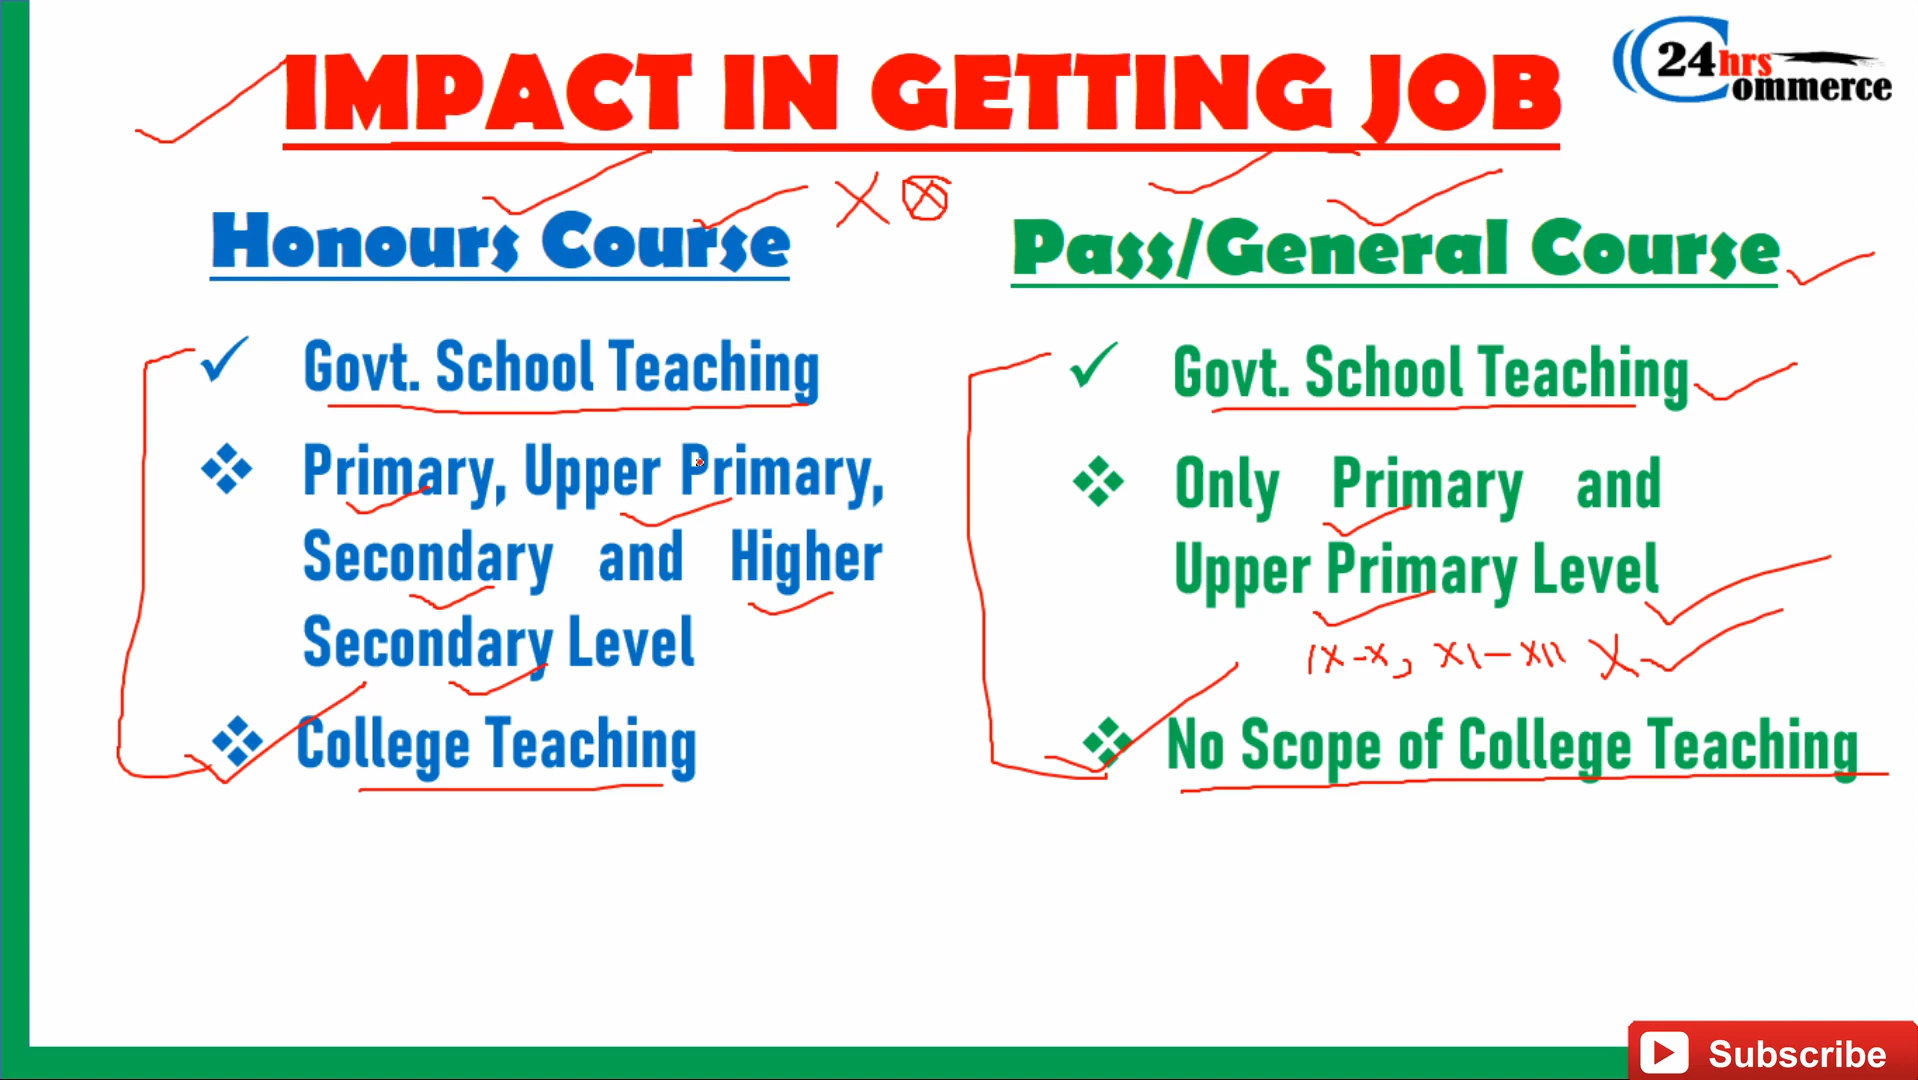 IMPACT IN GETTING JOB
24hrs
Commerce
Honours Course
Govt. School Teaching
Primary, Upper Primary,
Secondary and Higher
Secondary Level
College Teaching
Pass/General Course
Govt. School Teaching
Only Primary and
Upper Primary Level
IX-X, XI-XII X
No Scope of College Teaching
Subscribe